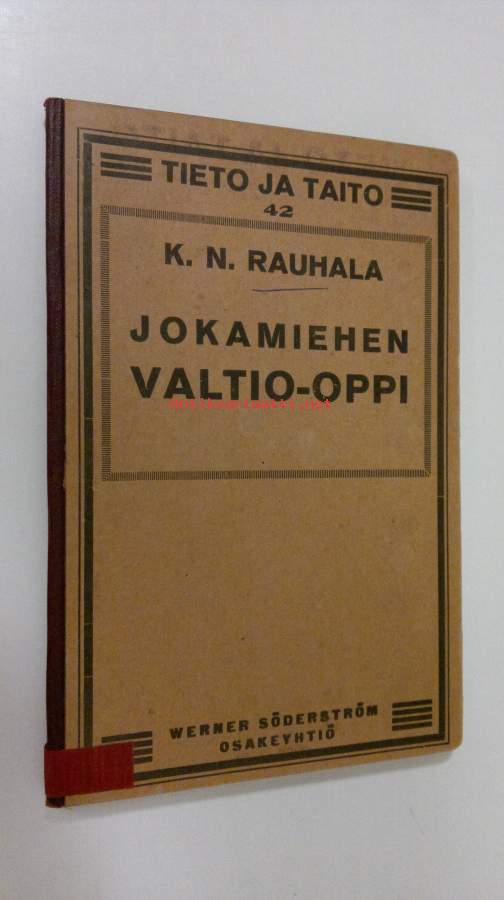 TIETO JA TAITO
42
K. N. RAUHALA
JOKAMIEHEN
VALTIO-OPPI
WERNER SÖDERSTRÖM
OSAKEYHTIÖ